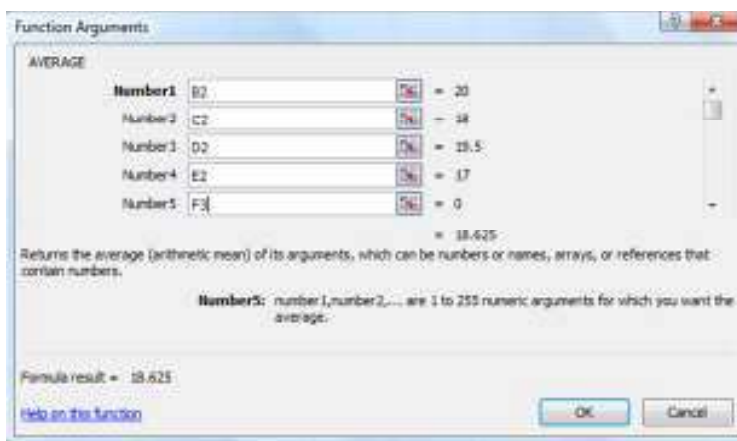 Function Arguments
AVERAGE
Number1 B2 = 20
Number2 C2 = 18
Number3 D2 = 19.5
Number4 E2 = 17
Number5 F3 = 0
= 18.625
Returns the average (arithmetic mean) of its arguments, which can be numbers or names, arrays, or references that
contain numbers.
Number5: number1,number2,... are 1 to 255 numeric arguments for which you want the
average.
Formula result = 18.625
Help on this function
OK
Cancel